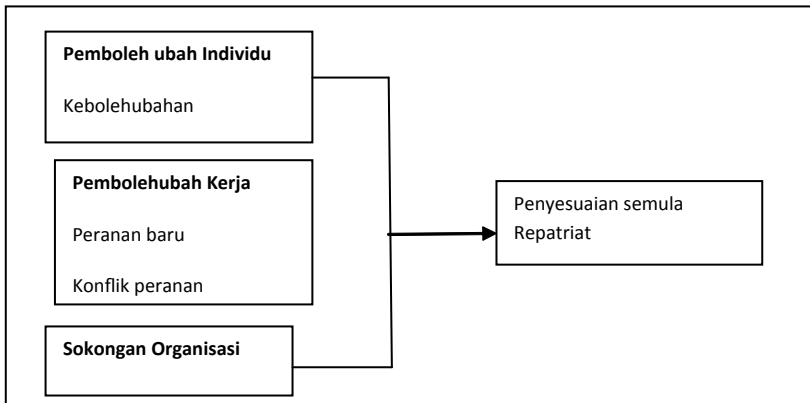 Pemboleh ubah Individu
Kebolehubahan
Pembolehubah Kerja
Peranan baru
Konflik peranan
Sokongan Organisasi
Penyesuaian semula
Repatriat